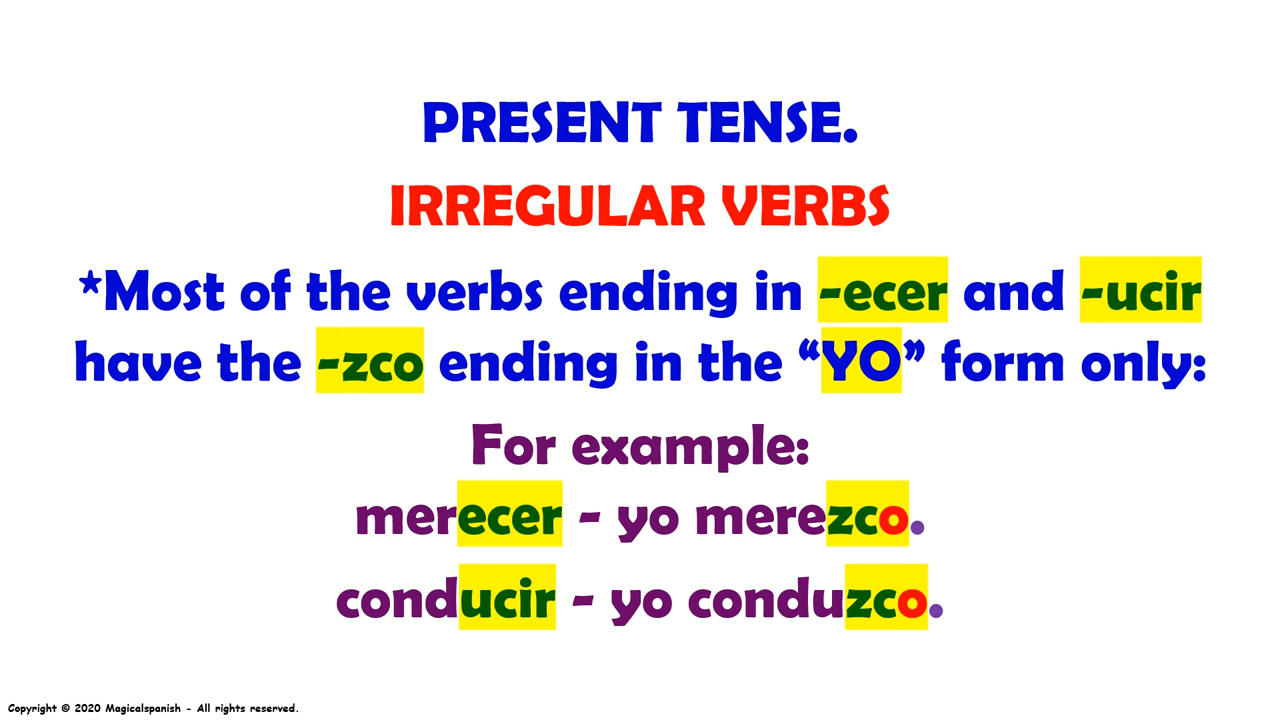 PRESENT TENSE.
IRREGULAR VERBS
*Most of the verbs ending in -ecer and -ucir
have the -zco ending in the “YO” form only:
For example:
merecer - yo merezco.
conducir - yo conduzco.
Copyright © 2020 Magicalspanish - All rights reserved.